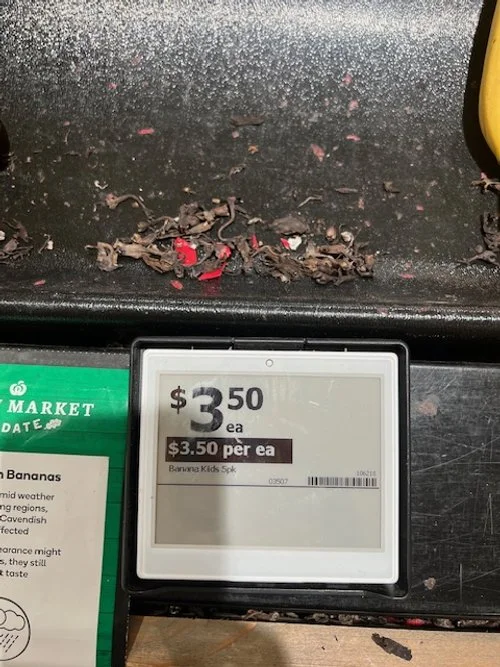 MARKET
DATE
n Bananas
mid weather
ng regions,
Cavendish
fected
earance might
s, they still
t taste
$3 50
ea
$3.50 per ea
Banana Kids 5pk
03507
106216